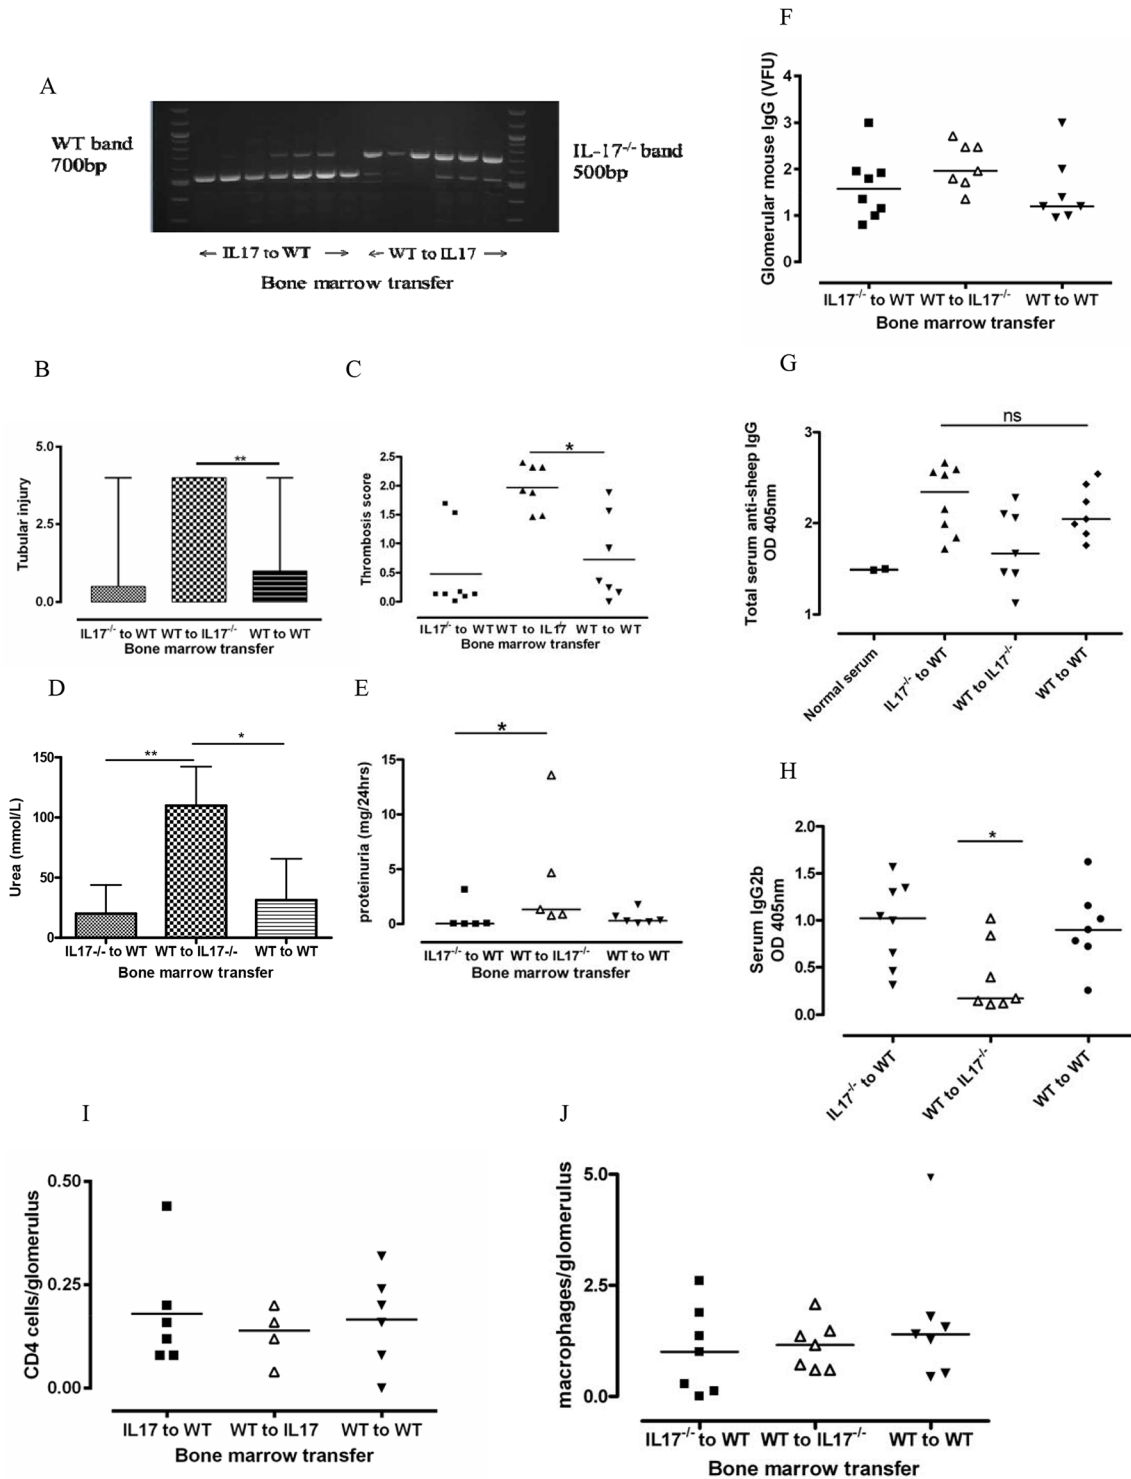 A
WT band
700bp
IL-17-/- band
500bp
← IL17 to WT → ← WT to IL17 →
Bone marrow transfer
F
Glomerular mouse IgG (VFU)
4
3
2
1
0
IL17-/- to WT WT to IL17-/- WT to WT
Bone marrow transfer
B
Tubular injury
5.0
2.5
0.0
**
IL17-/- to WT WT to IL17-/- WT to WT
Bone marrow transfer
C
Thrombosis score
2.5
2.0
1.5
1.0
0.5
0.0
*
IL17/- to WT WT to IL17/- WT to WT
Bone marrow transfer
G
Total serum anti-sheep IgG
OD 405nm
3
2
1
ns
Normal serum
IL17-/- to WT
WT to IL17-/-
WT to WT
D
Urea (mmol/L)
150
100
50
0
**
*
IL17-/- to WT WT to IL17-/- WT to WT
Bone marrow transfer
E
proteinuria (mg/24hrs)
15
10
5
0
*
IL17-/- to WT WT to IL17-/- WT to WT
Bone marrow transfer
H
Serum IgG2b
OD 405nm
2.0
1.5
1.0
0.5
0.0
*
IL17-/- to WT
WT to IL17-/-
WT to WT
I
CD4 cells/glomerulus
0.50
0.25
0.00
IL17 to WT WT to IL17 WT to WT
Bone marrow transfer
J
macrophages/glomerulus
5.0
2.5
0.0
IL17-/- to WT WT to IL17-/- WT to WT
Bone marrow transfer